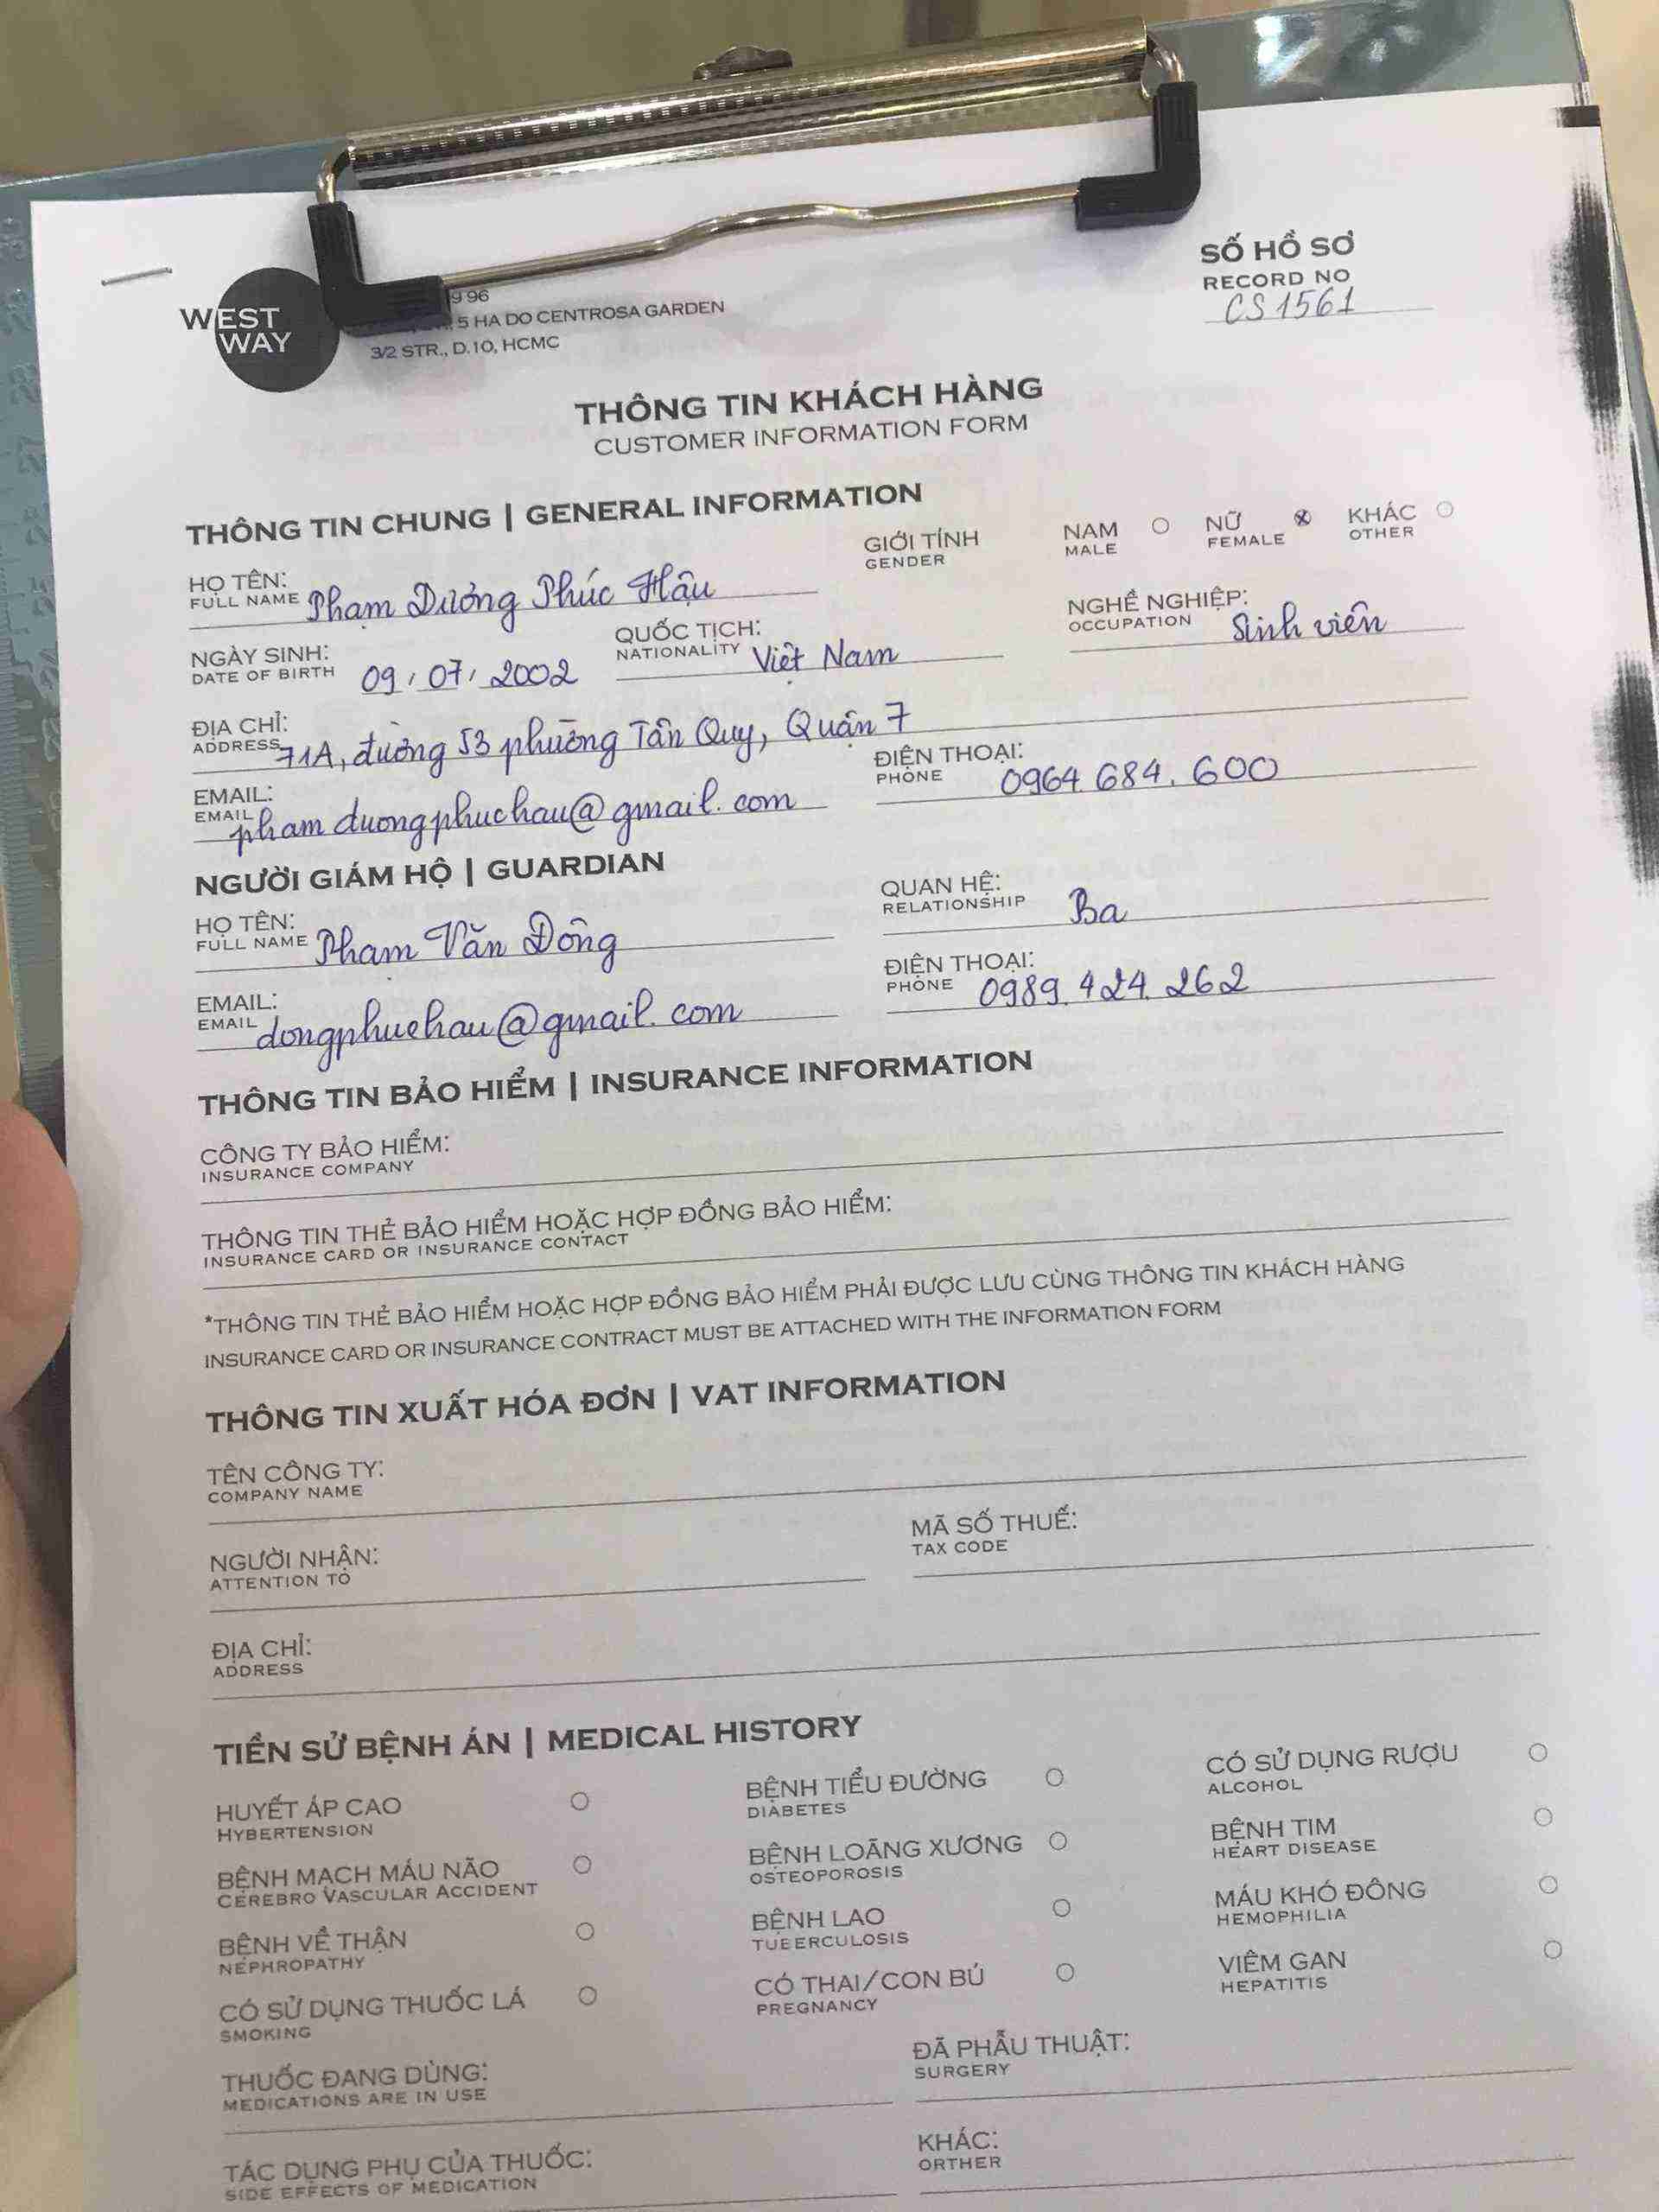 WEST
WAY
9 96
5 HA DO CENTROSA GARDEN
3/2 STR., D.10, HCMC
SỐ HỒ SƠ
RECORD NO
CS1561
THÔNG TIN KHÁCH HÀNG
CUSTOMER INFORMATION FORM
THÔNG TIN CHUNG | GENERAL INFORMATION
GIỚI TÍNH NAM NỮ KHÁC
GENDER MALE FEMALE OTHER
HỌ TÊN:
FULL NAME Phạm Dưỡng Phúc Hậu
NGHỀ NGHIỆP:
OCCUPATION Sinh viên
NGÀY SINH:
DATE OF BIRTH 09/07/2002
QUỐC TỊCH:
NATIONALITY Việt Nam
ĐỊA CHỈ:
ADDRESS 71A, đường 53 phường Tân Quy, Quận 7
EMAIL:
EMAIL phamduongphuchau@gmail.com
ĐIỆN THOẠI:
PHONE 0964.684.600
NGƯỜI GIÁM HỘ | GUARDIAN
HỌ TÊN:
FULL NAME Phạm Văn Đông
QUAN HỆ:
RELATIONSHIP Ba
EMAIL:
EMAIL dongphuchau@gmail.com
ĐIỆN THOẠI:
PHONE 0989.424.262
THÔNG TIN BẢO HIỂM | INSURANCE INFORMATION
CÔNG TY BẢO HIỂM:
INSURANCE COMPANY
THÔNG TIN THẺ BẢO HIỂM HOẶC HỢP ĐỒNG BẢO HIỂM:
INSURANCE CARD OR INSURANCE CONTACT
*THÔNG TIN THẺ BẢO HIỂM HOẶC HỢP ĐỒNG BẢO HIỂM PHẢI ĐƯỢC LƯU CÙNG THÔNG TIN KHÁCH HÀNG
INSURANCE CARD OR INSURANCE CONTRACT MUST BE ATTACHED WITH THE INFORMATION FORM
THÔNG TIN XUẤT HÓA ĐƠN | VAT INFORMATION
TÊN CÔNG TY:
COMPANY NAME
NGƯỜI NHẬN:
ATTENTION TO
MÃ SỐ THUẾ:
TAX CODE
ĐỊA CHỈ:
ADDRESS
TIỀN SỬ BỆNH ÁN | MEDICAL HISTORY
HUYẾT ÁP CAO
HYBERTENSION
BỆNH TIỂU ĐƯỜNG
DIABETES
CÓ SỬ DỤNG RƯỢU
ALCOHOL
BỆNH MẠCH MÁU NÃO
CEREBRO VASCULAR ACCIDENT
BỆNH LOÃNG XƯƠNG
OSTEOPOROSIS
BỆNH TIM
HEART DISEASE
BỆNH VỀ THẬN
NEPHROPATHY
BỆNH LAO
TUBERCULOSIS
MÁU KHÓ ĐÔNG
HEMOPHILIA
CÓ SỬ DỤNG THUỐC LÁ
SMOKING
CÓ THAI/CON BÚ
PREGNANCY
VIÊM GAN
HEPATITIS
THUỐC ĐANG DÙNG:
MEDICATIONS ARE IN USE
ĐÃ PHẪU THUẬT:
SURGERY
TÁC DỤNG PHỤ CỦA THUỐC:
SIDE EFFECTS OF MEDICATION
KHÁC:
ORTHER